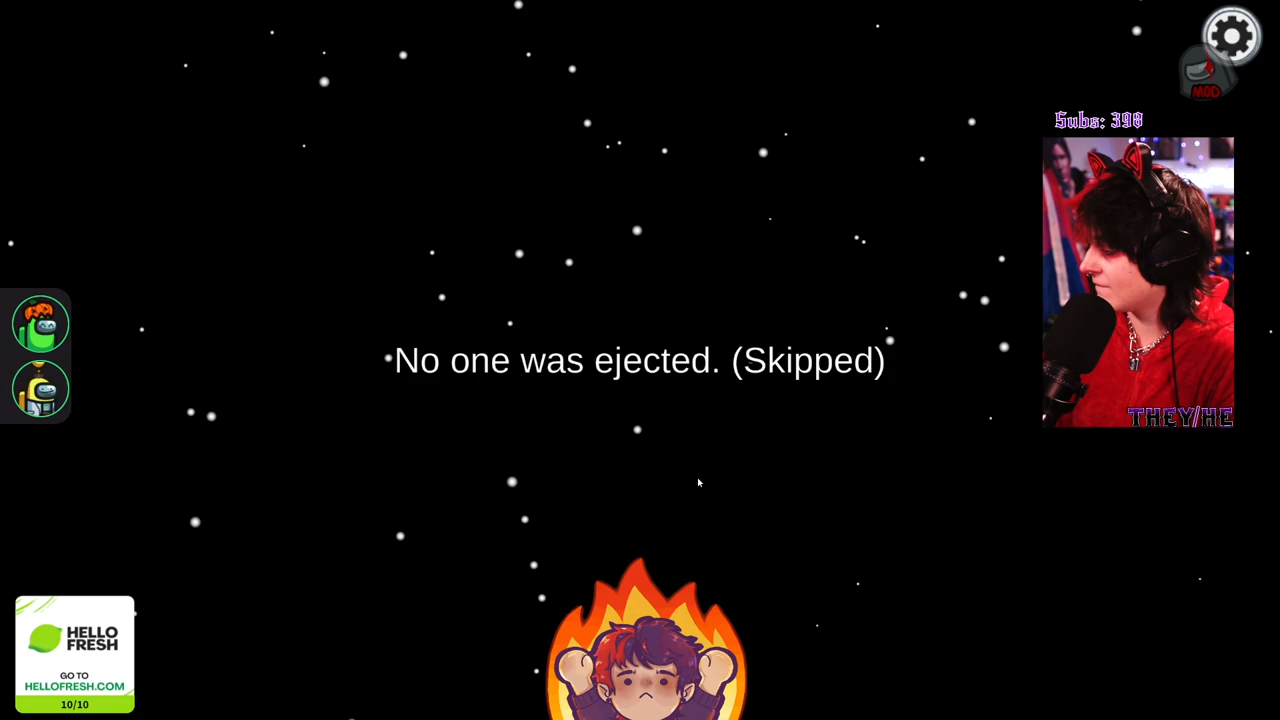 MOD
Subs: 398
No one was ejected. (Skipped)
THEY/HE
HELLO
FRESH
GO TO
HELLOFRESH.COM
10/10